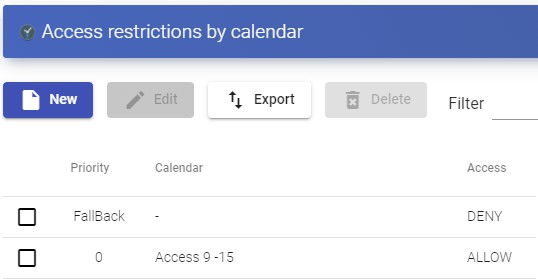 Access restrictions by calendar
New Edit Export Delete Filter
Priority Calendar Access
FallBack - DENY
0 Access 9 -15 ALLOW